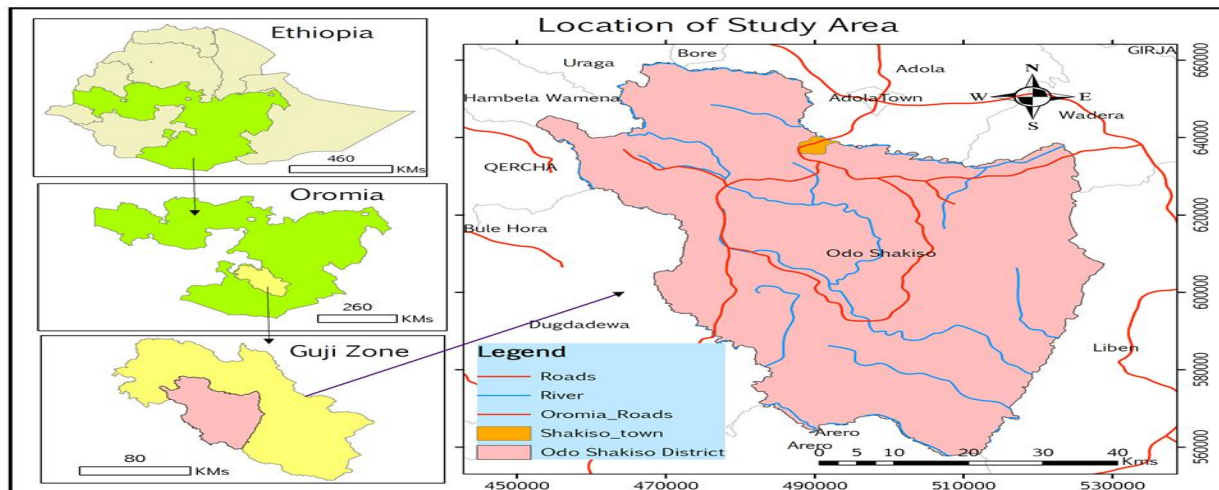 Location of Study Area
Ethiopia
460
KMs
Oromia
260
KMs
Guji Zone
80
KMs
Bore
GIRJA
Uraga
Adola
Hambela Wamena
AdolaTown
N
W
E
S
Wadera
QERCHA
Bule Hora
Odo Shakiso
Dugdadewa
Liben
Arero
Arero
Legend
Roads
River
Oromia_Roads
Shakiso_town
Odo Shakiso District
0 5 10 20 30 40
Kms
660000
640000
620000
600000
580000
560000
450000 470000 490000 510000 530000